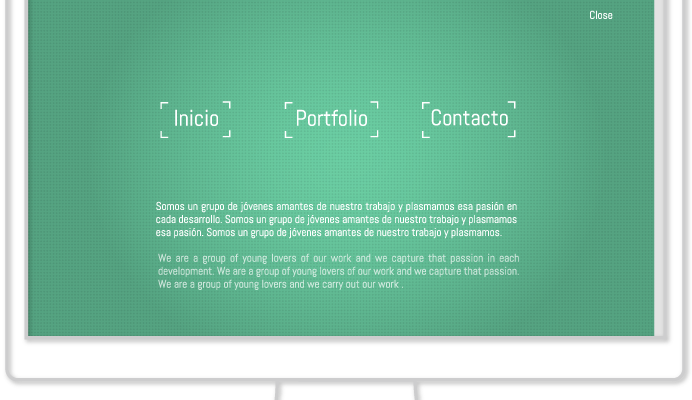 Close
Inicio Portfolio Contacto
Somos un grupo de jóvenes amantes de nuestro trabajo y plasmamos esa pasión en
cada desarrollo. Somos un grupo de jóvenes amantes de nuestro trabajo y plasmamos
esa pasión. Somos un grupo de jóvenes amantes de nuestro trabajo y plasmamos.
We are a group of young lovers of our work and we capture that passion in each
development. We are a group of young lovers of our work and we capture that passion.
We are a group of young lovers and we carry out our work .